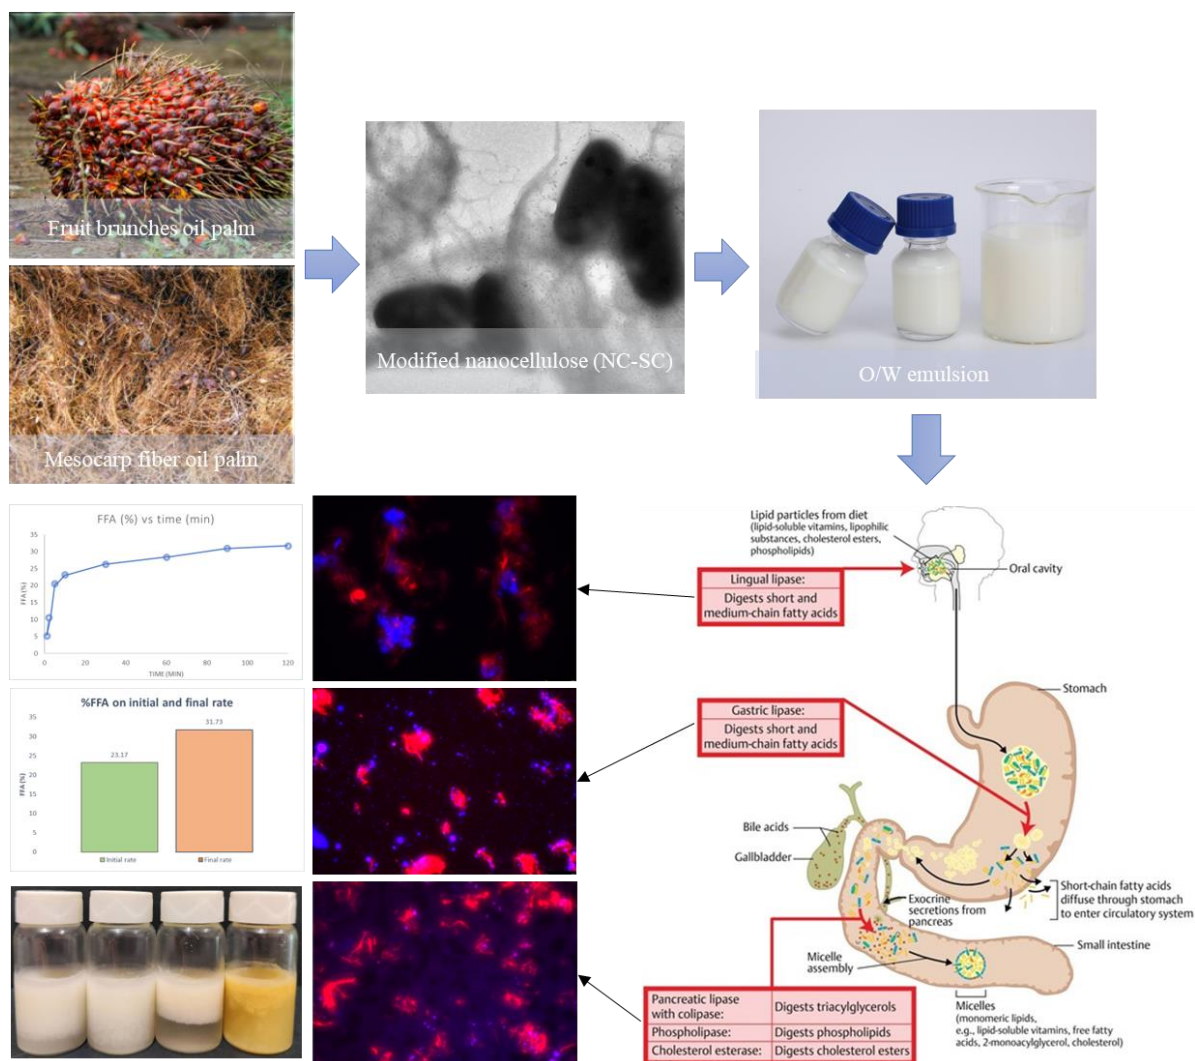 Fruit brunches oil palm
Mesocarp fiber oil palm
Modified nanocellulose (NC-SC)
O/W emulsion
FFA (%) vs time (min)
FFA (%)
35
30
25
20
15
10
5
0
0
20
40
60
80
100
120
TIME (MIN)
%FFA on initial and final rate
FFA (%)
35
30
25
20
15
10
5
0
23.17
31.73
Initial rate
Final rate
Lipid particles from diet
(lipid-soluble vitamins, lipophilic
substances, cholesterol esters,
phospholipids)
Oral cavity
Lingual lipase:
Digests short and
medium-chain fatty acids
Stomach
Gastric lipase:
Digests short and
medium-chain fatty acids
Bile acids
Gallbladder
Exocrine
secretions from
pancreas
Short-chain fatty acids
diffuse through stomach
to enter circulatory system
Small intestine
Micelle
assembly
Micelles
(monomeric lipids,
e.g., lipid-soluble vitamins, free fatty
acids, 2-monoacylglycerol, cholesterol)
Pancreatic lipase
with colipase:
Digests triacylglycerols
Phospholipase:
Digests phospholipids
Cholesterol esterase:
Digests cholesterol esters